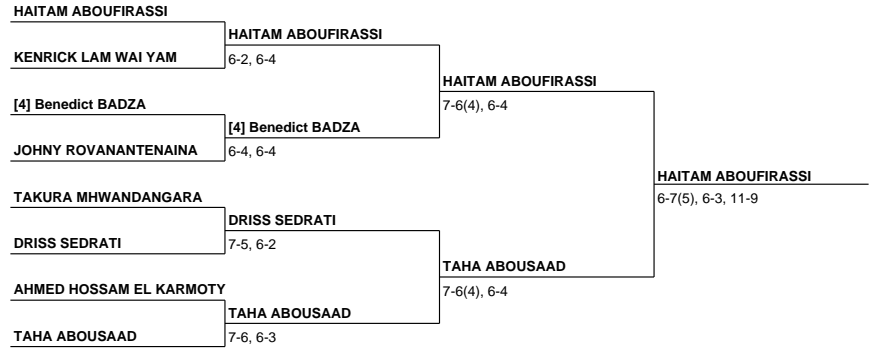 HAITAM ABOUFIRASSI
HAITAM ABOUFIRASSI
KENRICK LAM WAI YAM
6-2, 6-4
HAITAM ABOUFIRASSI
7-6(4), 6-4
[4] Benedict BADZA
[4] Benedict BADZA
JOHNY ROVANANTENAINA
6-4, 6-4
HAITAM ABOUFIRASSI
6-7(5), 6-3, 11-9
TAKURA MHWANDANGARA
DRISS SEDRATI
DRISS SEDRATI
7-5, 6-2
TAHA ABOUSAAD
7-6(4), 6-4
AHMED HOSSAM EL KARMOTY
TAHA ABOUSAAD
TAHA ABOUSAAD
7-6, 6-3